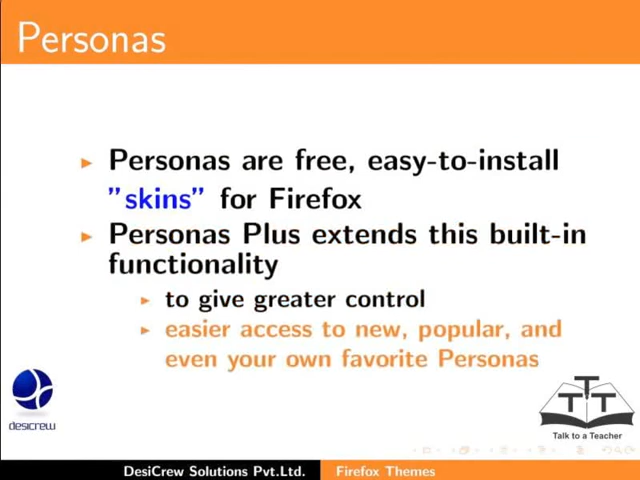 Personas
Personas are free, easy-to-install
"skins" for Firefox
Personas Plus extends this built-in
functionality
to give greater control
easier access to new, popular, and
even your own favorite Personas
desicrew
TTT
Talk to a Teacher
DesiCrew Solutions Pvt.Ltd. Firefox Themes